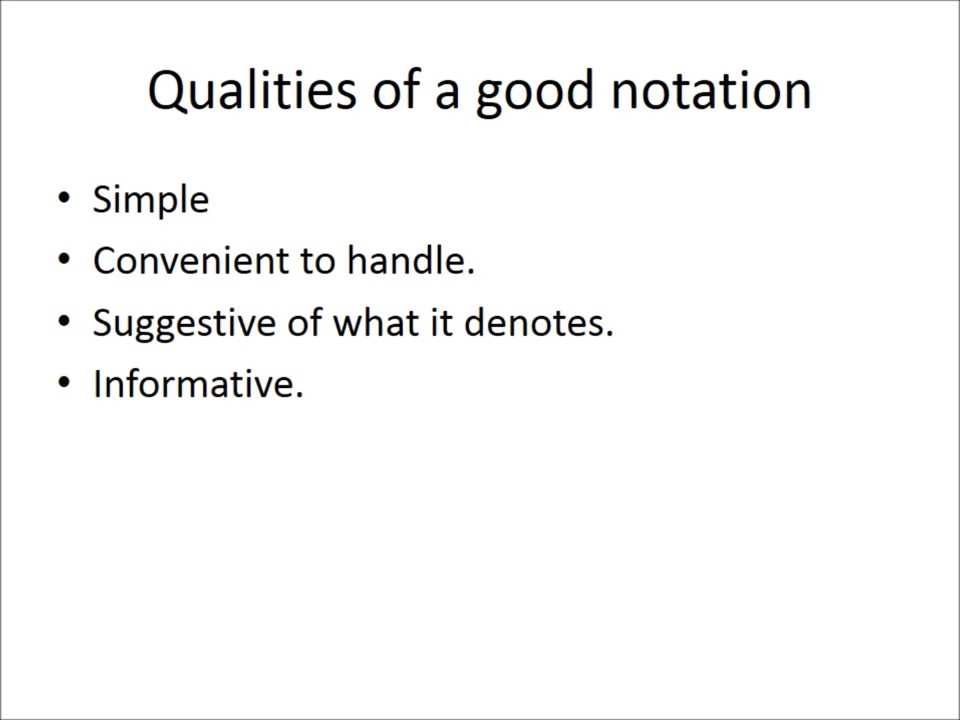 Qualities of a good notation
• Simple
• Convenient to handle.
• Suggestive of what it denotes.
• Informative.